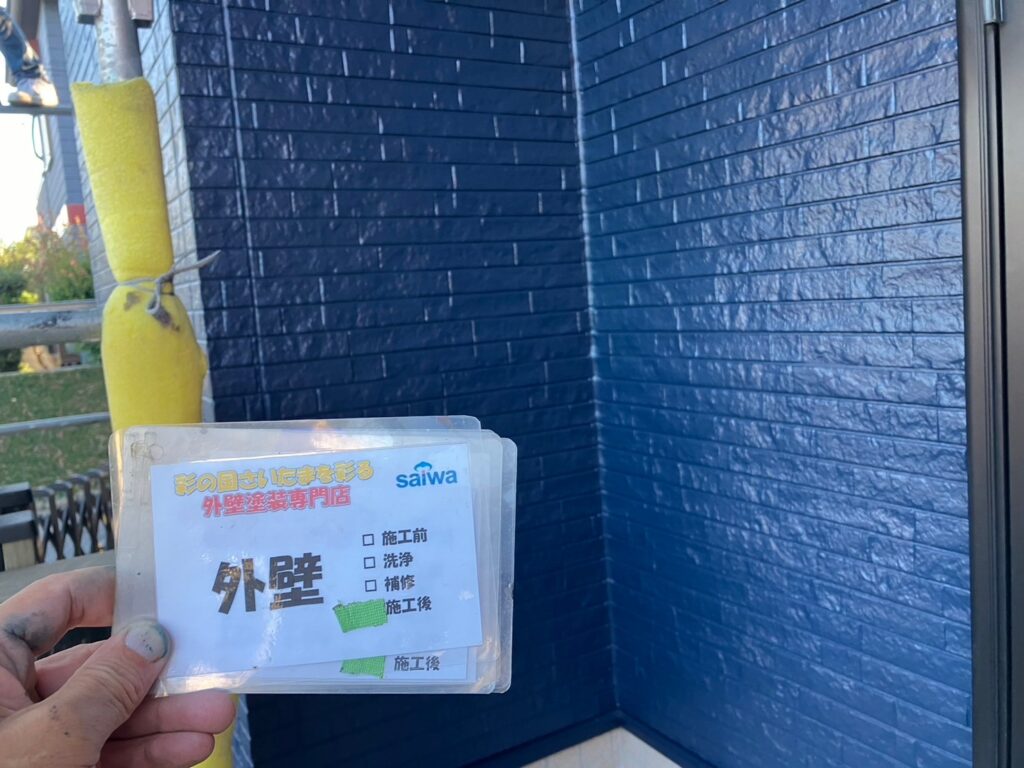 彩の国さいたまを彩る
外壁塗装専門店
saiwa
外壁
□ 施工前
□ 洗浄
□ 補修
施工後
施工後